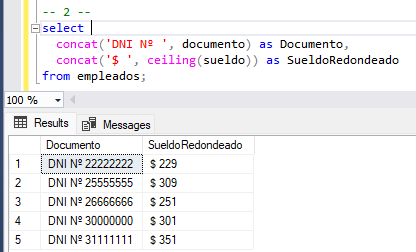 -- 2 --
select
concat('DNI Nº ', documento) as Documento,
concat('$ ', ceiling(sueldo)) as SueldoRedondeado
from empleados;
100 %
Results Messages
Documento SueldoRedondeado
1 DNI Nº 22222222 $ 229
2 DNI Nº 25555555 $ 309
3 DNI Nº 26666666 $ 251
4 DNI Nº 30000000 $ 301
5 DNI Nº 31111111 $ 351